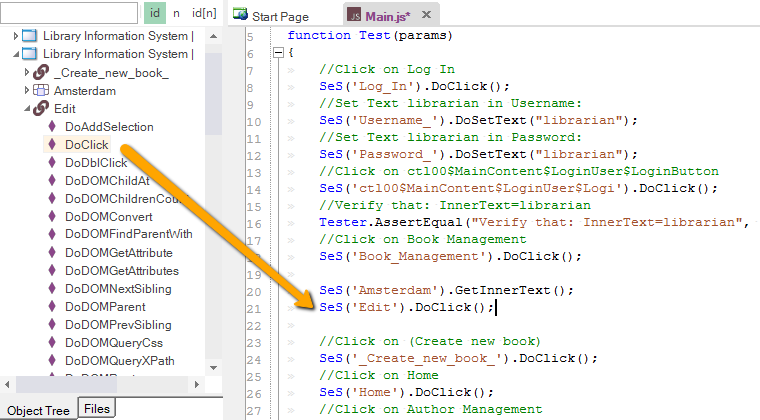 id n id[n]
Library Information System |
Library Information System |
_Create_new_book_
Amsterdam
Edit
DoAddSelection
DoClick
DoDblClick
DoDOMChildAt
DoDOMChildrenCou
DoDOMConvert
DoDOMFindParentWith
DoDOMGetAttribute
DoDOMGetAttributes
DoDOMNextSibling
DoDOMParent
DoDOMPrevSibling
DoDOMQueryCss
DoDOMQueryXPath
Object Tree Files
Start Page JS Main.js*
5 function Test(params)
6 {
7 //Click on Log In
8 SeS('Log_In').DoClick();
9 //Set Text librarian in Username:
10 SeS('Username_').DoSetText("librarian");
11 //Set Text librarian in Password:
12 SeS('Password_').DoSetText("librarian");
13 //Click on ctl00$MainContent$LoginUser$LoginButton
14 SeS('ctl00$MainContent$LoginUser$Logi').DoClick();
15 //Verify that: InnerText=librarian
16 Tester.AssertEqual("Verify that: InnerText=librarian",
17 //Click on Book Management
18 SeS('Book_Management').DoClick();
19
20 SeS('Amsterdam').GetInnerText();
21 SeS('Edit').DoClick();
22
23 //Click on (Create new book)
24 SeS('_Create_new_book_').DoClick();
25 //Click on Home
26 SeS('Home').DoClick();
27 //Click on Author Management